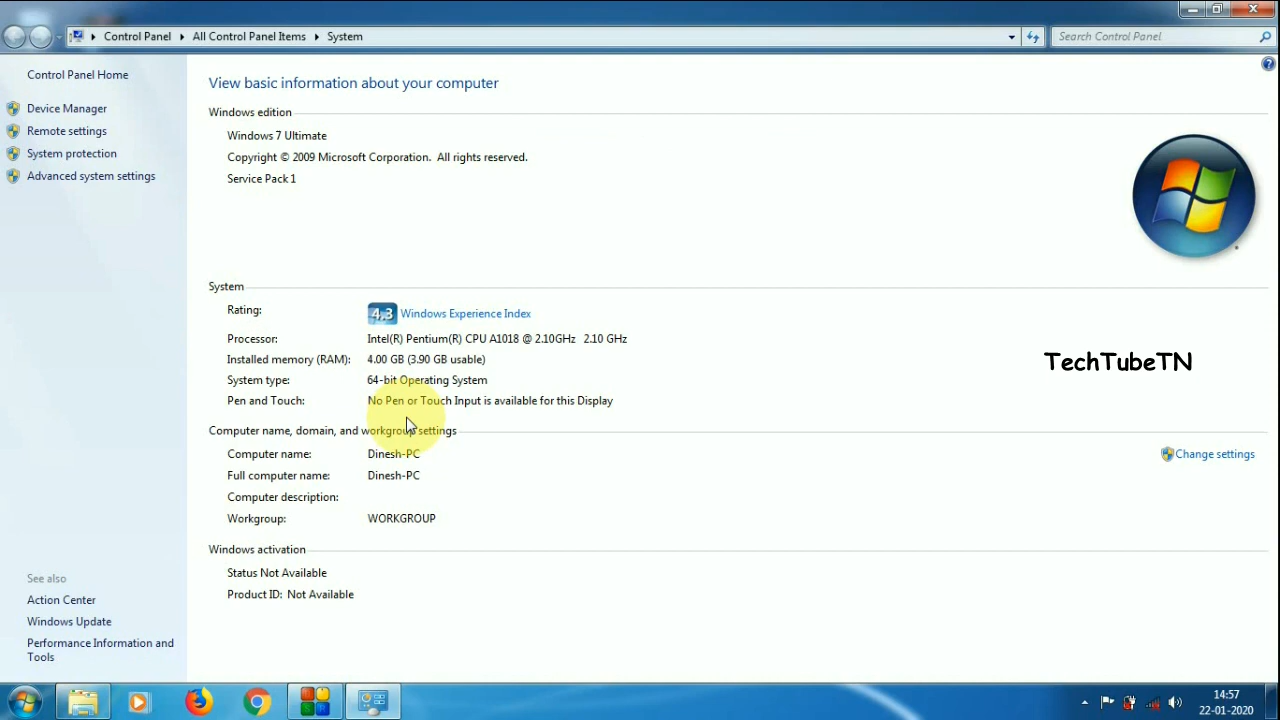 Control Panel ▸ All Control Panel Items ▸ System
Search Control Panel
Control Panel Home
Device Manager
Remote settings
System protection
Advanced system settings
See also
Action Center
Windows Update
Performance Information and
Tools
View basic information about your computer
Windows edition
Windows 7 Ultimate
Copyright © 2009 Microsoft Corporation. All rights reserved.
Service Pack 1
System
Rating: 4,3 Windows Experience Index
Processor: Intel(R) Pentium(R) CPU A1018 @ 2.10GHz 2.10 GHz
Installed memory (RAM): 4.00 GB (3.90 GB usable)
System type: 64-bit Operating System
Pen and Touch: No Pen or Touch Input is available for this Display
TechTubeTN
Computer name, domain, and workgroup settings
Computer name: Dinesh-PC
Change settings
Full computer name: Dinesh-PC
Computer description:
Workgroup: WORKGROUP
Windows activation
Status Not Available
Product ID: Not Available
14:57
22-01-2020